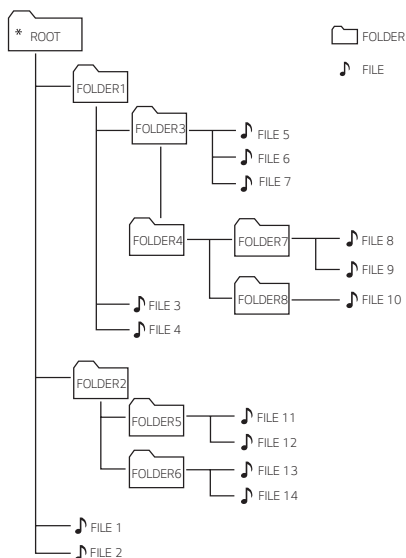 * ROOT
FOLDER
FILE
FOLDER1
FOLDER3
FILE 5
FILE 6
FILE 7
FOLDER4
FOLDER7
FILE 8
FILE 9
FOLDER8
FILE 10
FILE 3
FILE 4
FOLDER2
FOLDER5
FILE 11
FILE 12
FOLDER6
FILE 13
FILE 14
FILE 1
FILE 2